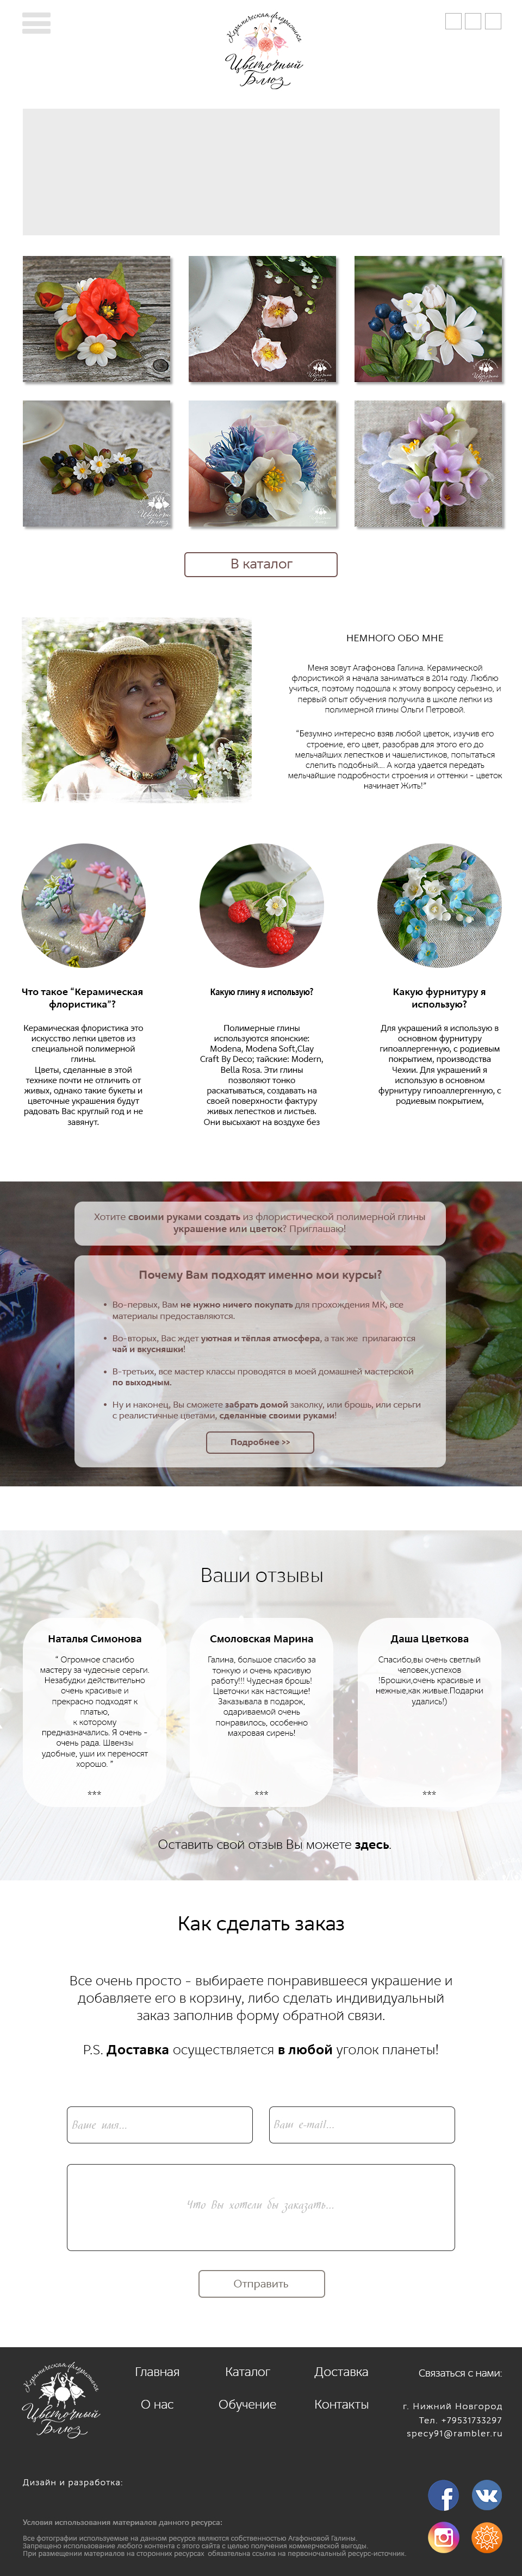 Керамическая флористика
Цветочный
Блюз
В каталог
НЕМНОГО ОБО МНЕ
Меня зовут Агафонова Галина. Керамической
флористикой я начала заниматься в 2014 году. Люблю
учиться, поэтому подошла к этому вопросу серьезно, и
первый опыт обучения получила в школе лепки из
полимерной глины Ольги Петровой.
"Безумно интересно взяв любой цветок, изучив его
строение, его цвет, разобрав для этого его до
мельчайших лепестков и чашелистиков, попытаться
слепить подобный.... А когда удается передать
мельчайшие подробности строения и оттенки - цветок
начинает Жить!"
Что такое "Керамическая
флористика"?
Керамическая флористика это
искусство лепки цветов из
специальной полимерной
глины.
Цветы, сделанные в этой
технике почти не отличить от
живых, однако такие букеты и
цветочные украшения будут
радовать Вас круглый год и не
завянут.
Какую глину я использую?
Полимерные глины
используются японские:
Modena, Modena Soft,Clay
Craft By Deco; тайские: Modern,
Bella Rosa. Эти глины
позволяют тонко
раскатываться, создавать на
своей поверхности фактуру
живых лепестков и листьев.
Они высыхают на воздухе без
Какую фурнитуру я
использую?
Для украшений я использую в
основном фурнитуру
гипоаллергенную, с родиевым
покрытием, производства
Чехии. Для украшений я
использую в основном
фурнитуру гипоаллергенную, с
родиевым покрытием,
Хотите своими руками создать из флористической полимерной глины
украшение или цветок? Приглашаю!
Почему Вам подходят именно мои курсы?
• Во-первых, Вам не нужно ничего покупать для прохождения МК, все
материалы предоставляются.
• Во-вторых, Вас ждет уютная и тёплая атмосфера, а так же прилагаются
чай и вкусняшки!
• В-третьих, все мастер классы проводятся в моей домашней мастерской
по выходным.
• Ну и наконец, Вы сможете забрать домой заколку, или брошь, или серьги
с реалистичные цветами, сделанные своими руками!
Подробнее >>
Ваши отзывы
Наталья Симонова
" Огромное спасибо
мастеру за чудесные серьги.
Незабудки действительно
очень красивые и
прекрасно подходят к
платью,
к которому
предназначались. Я очень -
очень рада. Швензы
удобные, уши их переносят
хорошо. "
***
Смоловская Марина
Галина, большое спасибо за
тонкую и очень красивую
работу!!! Чудесная брошь!
Цветочки как настоящие!
Заказывала в подарок,
одариваемой очень
понравилось, особенно
махровая сирень!
***
Даша Цветкова
Спасибо,вы очень светлый
человек,успехов
!Брошки,очень красивые и
нежные,как живые.Подарки
удались!)
***
Оставить свой отзыв Вы можете здесь.
Как сделать заказ
Все очень просто - выбираете понравившееся украшение и
добавляете его в корзину, либо сделать индивидуальный
заказ заполнив форму обратной связи.
P.S. Доставка осуществляется в любой уголок планеты!
Ваше имя...
Ваш e-mail...
Что Вы хотели бы заказать...
Отправить
Керамическая флористика
Цветочный
Блюз
Главная
Каталог
Доставка
О нас
Обучение
Контакты
Связаться с нами:
г. Нижний Новгород
Тел. +79531733297
specy91@rambler.ru
Дизайн и разработка:
Условия использования материалов данного ресурса:
Все фотографии используемые на данном ресурсе являются собственностью Агафоновой Галины.
Запрещено использование любого контента с этого сайта с целью получения коммерческой выгоды.
При размещении материалов на сторонних ресурсах обязательна ссылка на первоначальный ресурс-источник.